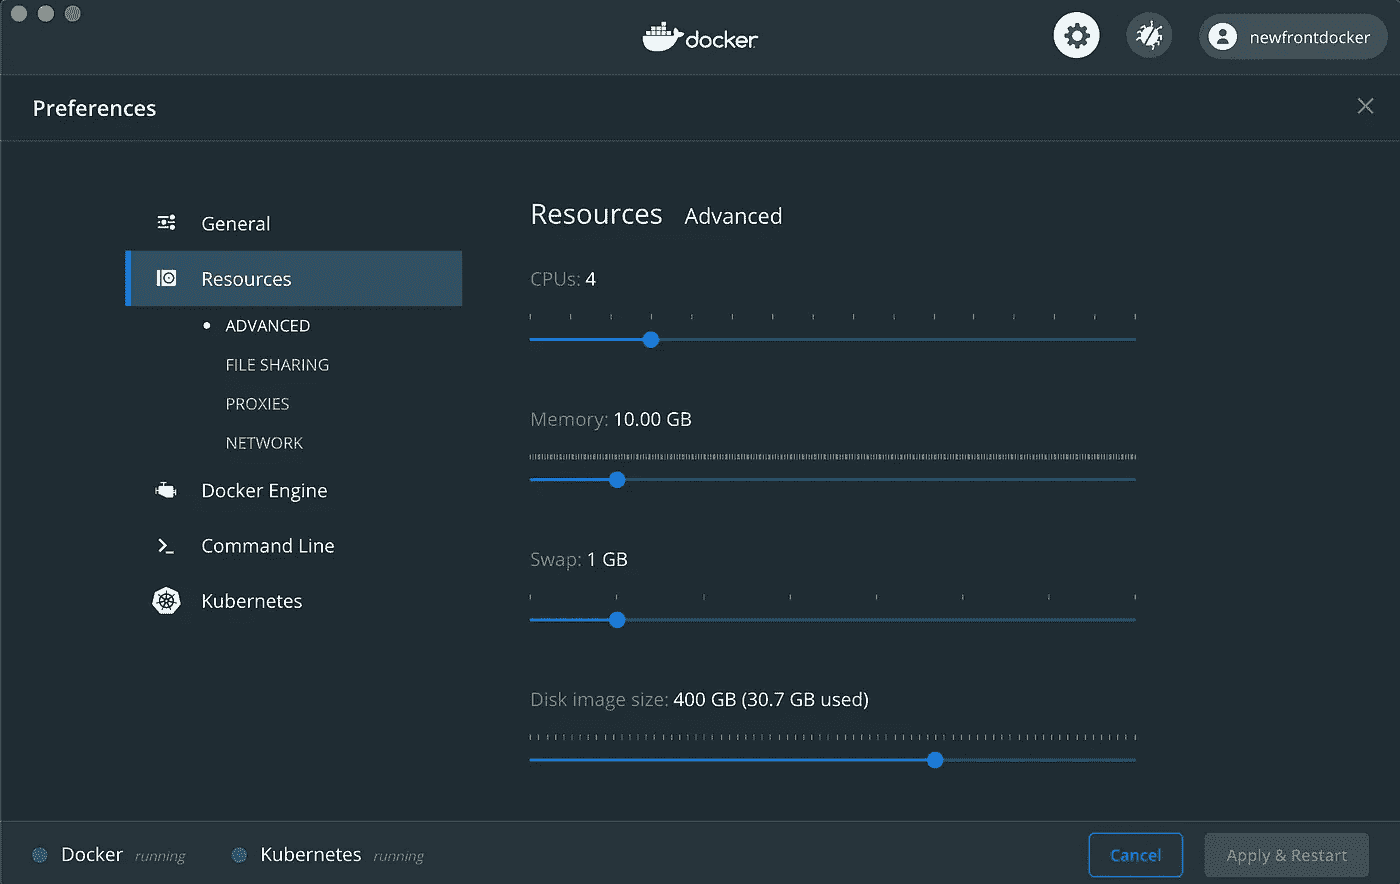 docker
newfrontdocker
Preferences
General
Resources
ADVANCED
FILE SHARING
PROXIES
NETWORK
Docker Engine
Command Line
Kubernetes
Resources Advanced
CPUs: 4
Memory: 10.00 GB
Swap: 1 GB
Disk image size: 400 GB (30.7 GB used)
Docker running
Kubernetes running
Cancel
Apply & Restart